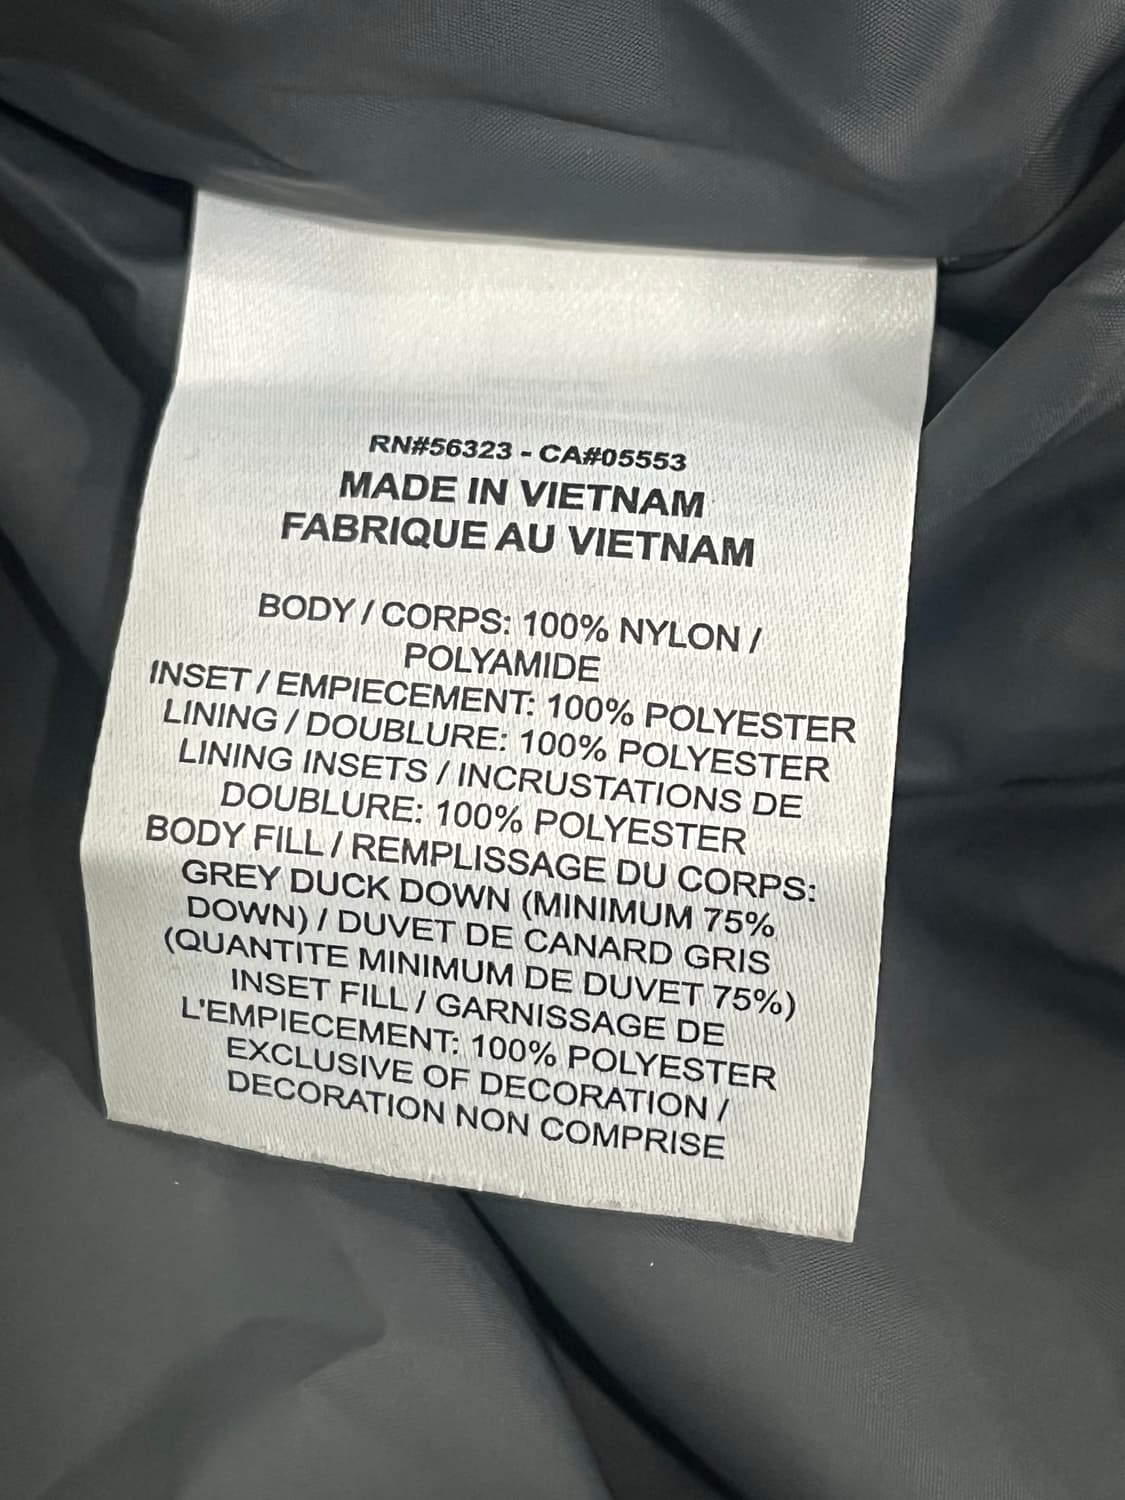 RN#56323 - CA#05553
MADE IN VIETNAM
FABRIQUE AU VIETNAM
BODY / CORPS: 100% NYLON /
POLYAMIDE
INSET / EMPIECEMENT: 100% POLYESTER
LINING / DOUBLURE: 100% POLYESTER
LINING INSETS / INCRUSTATIONS DE
DOUBLURE: 100% POLYESTER
BODY FILL / REMPLISSAGE DU CORPS:
GREY DUCK DOWN (MINIMUM 75%
DOWN) / DUVET DE CANARD GRIS
(QUANTITE MINIMUM DE DUVET 75%)
INSET FILL / GARNISSAGE DE
L'EMPIECEMENT: 100% POLYESTER
EXCLUSIVE OF DECORATION /
DECORATION NON COMPRISE